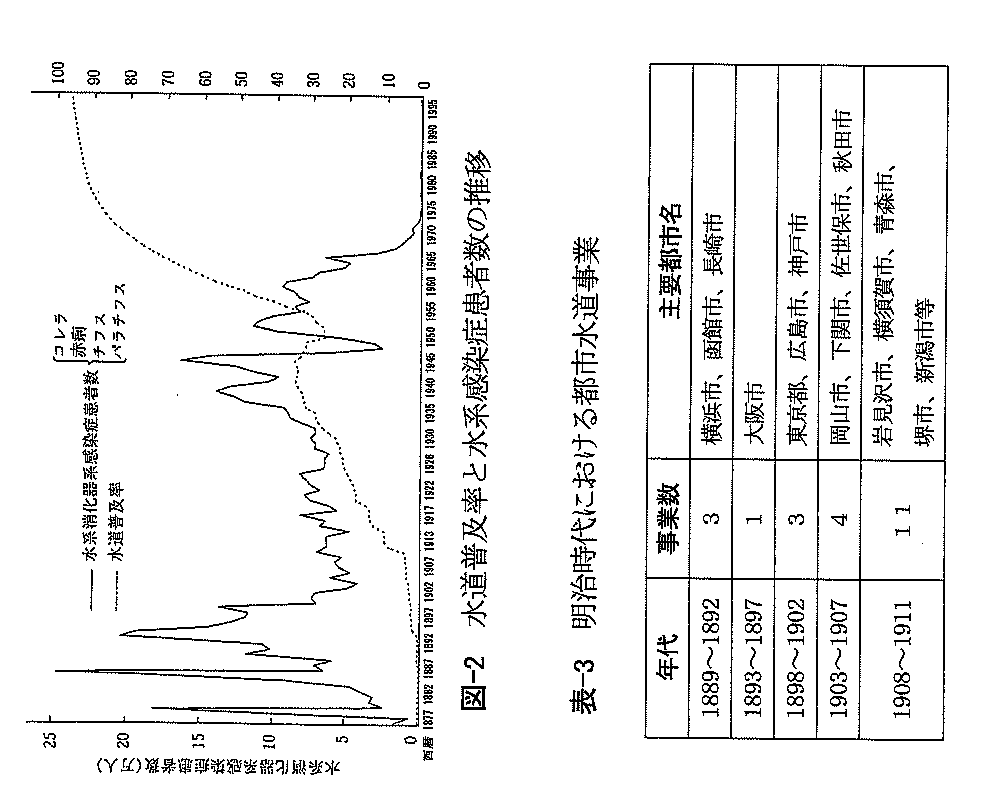 水系消化器系感染症患者数(万人)
25
20
15
10
5
0
100
90
80
70
60
50
40
30
20
10
0
水系消化器系感染症患者数
コレラ
赤痢
チフス
パラチフス
水道普及率
西暦 1877 1882 1887 1892 1897 1902 1907 1913 1917 1922 1926 1930 1935 1940 1945 1950 1955 1960 1965 1970 1975 1980 1985 1990 1995
図-2 水道普及率と水系感染症患者数の推移
表-3 明治時代における都市水道事業
年代 事業数 主要都市名
1889〜1892 3 横浜市、函館市、長崎市
1893〜1897 1 大阪市
1898〜1902 3 東京都、広島市、神戸市
1903〜1907 4 岡山市、下関市、佐世保市、秋田市
1908〜1911 11 岩見沢市、横須賀市、青森市、
堺市、新潟市等